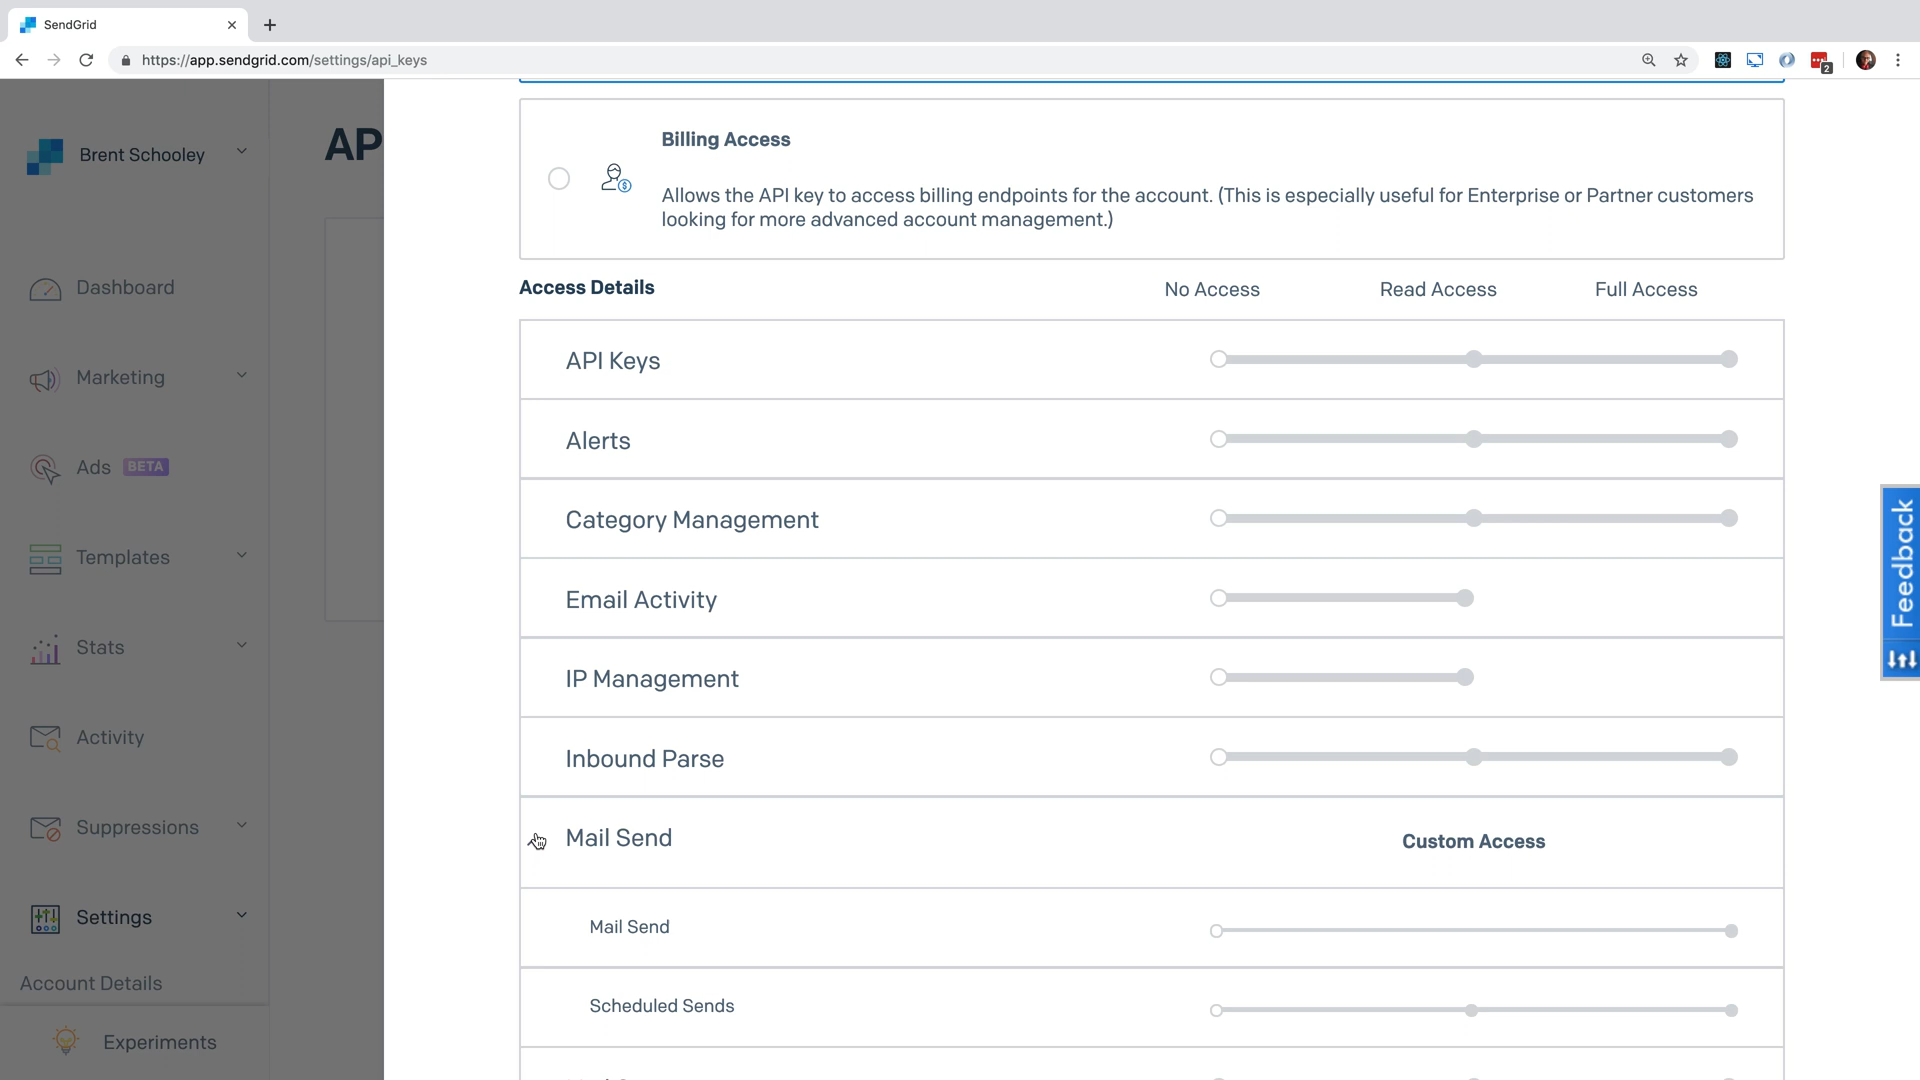 SendGrid
https://app.sendgrid.com/settings/api_keys
2
Brent Schooley
AP
Dashboard
Marketing
Ads BETA
Templates
Stats
Activity
Suppressions
Settings
Account Details
Experiments
Billing Access
Allows the API key to access billing endpoints for the account. (This is especially useful for Enterprise or Partner customers
looking for more advanced account management.)
Access Details No Access Read Access Full Access
API Keys
Alerts
Category Management
Email Activity
IP Management
Inbound Parse
Mail Send Custom Access
Mail Send
Scheduled Sends
Feedback